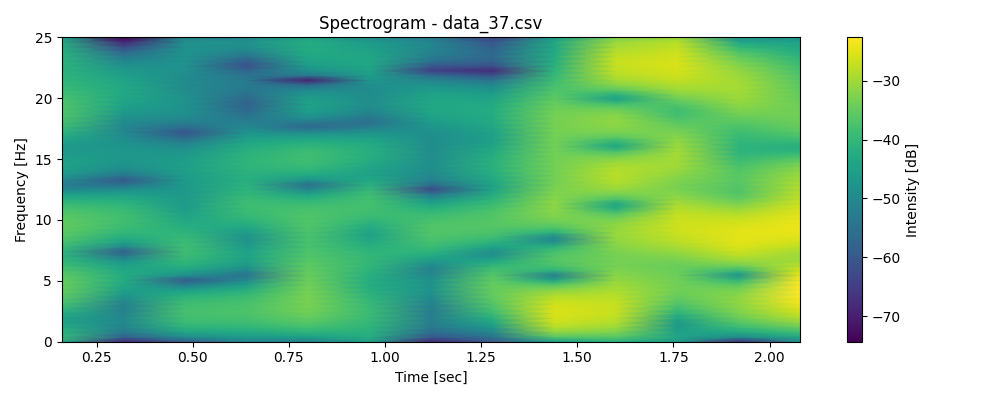 Spectrogram - data_37.csv
25
20
15
10
5
0
Frequency [Hz]
0.25 0.50 0.75 1.00 1.25 1.50 1.75 2.00
Time [sec]
−30
−40
−50
−60
−70
Intensity [dB]